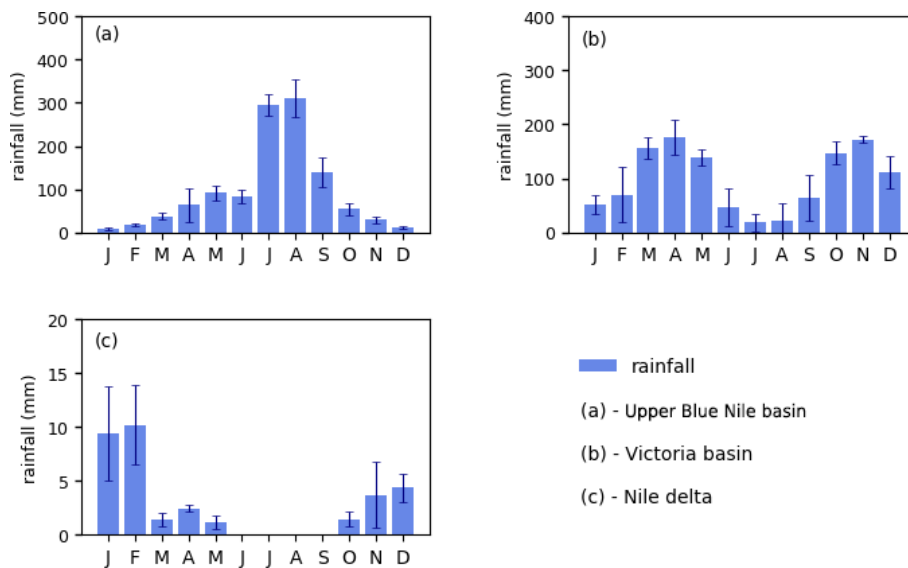 500
400
300
200
100
0
rainfall (mm)
(a)
J F M A M J J A S O N D
400
300
200
100
0
rainfall (mm)
(b)
J F M A M J J A S O N D
20
15
10
5
0
rainfall (mm)
(c)
J F M A M J J A S O N D
rainfall
(a) - Upper Blue Nile basin
(b) - Victoria basin
(c) - Nile delta